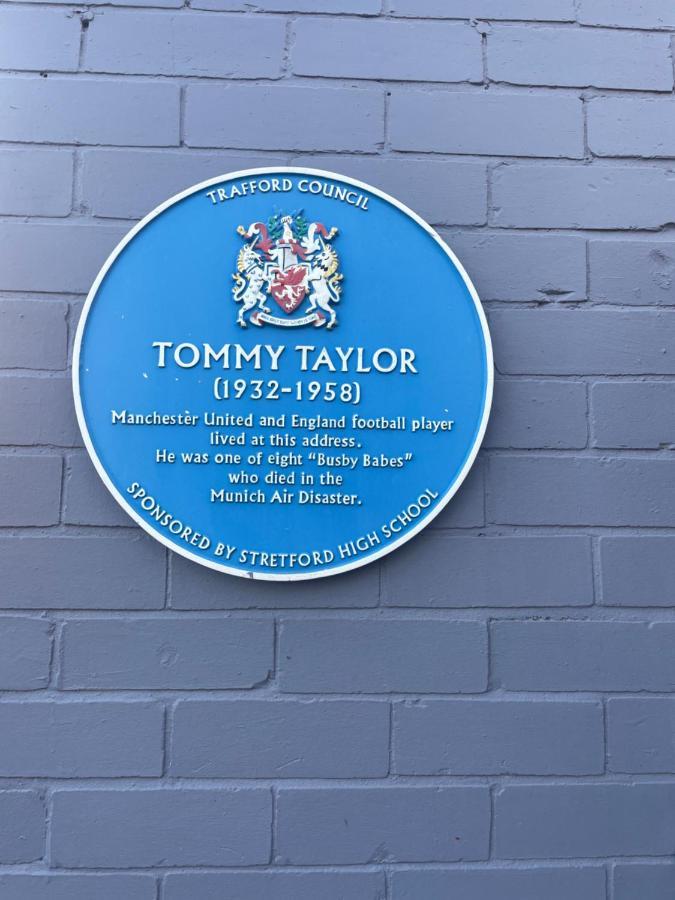 TRAFFORD COUNCIL
TOMMY TAYLOR
(1932-1958)
Manchester United and England football player
lived at this address.
He was one of eight "Busby Babes"
who died in the
Munich Air Disaster.
SPONSORED BY STRETFORD HIGH SCHOOL